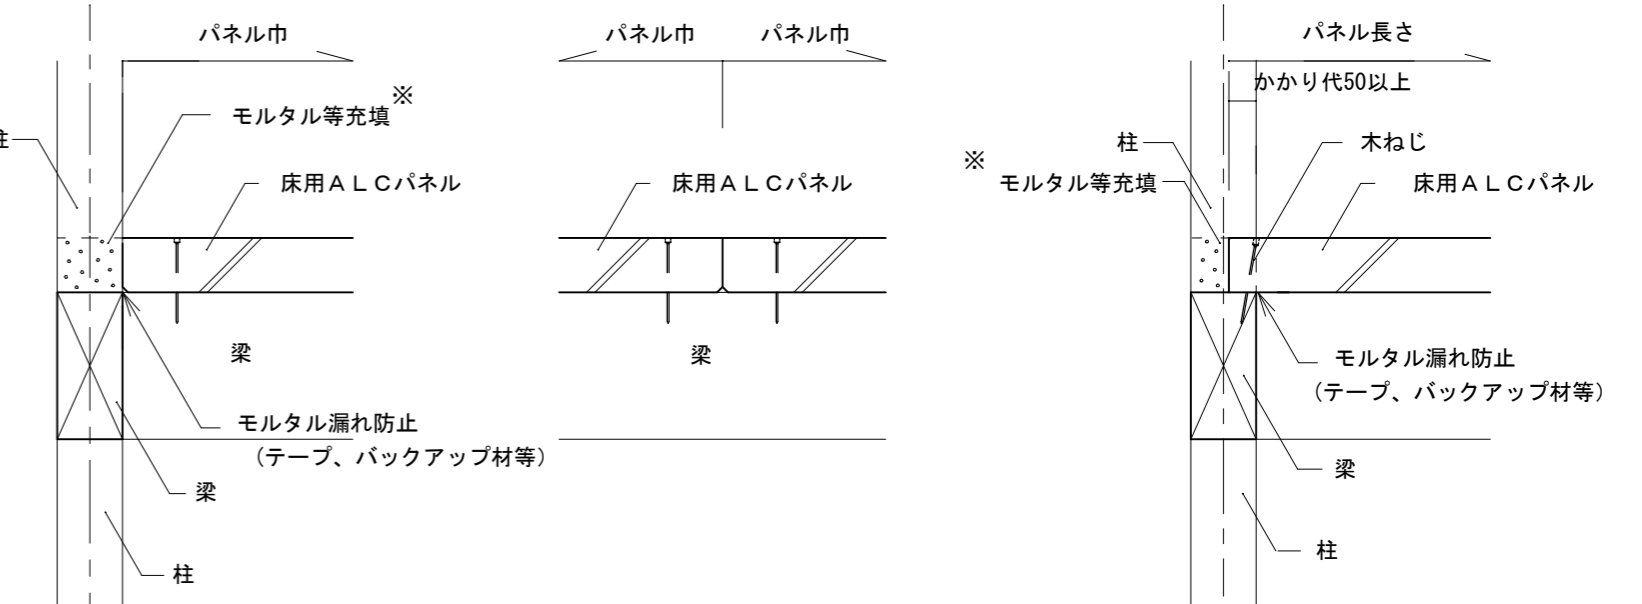 パネル巾
モルタル等充填※
柱
床用ＡＬＣパネル
梁
モルタル漏れ防止
（テープ、バックアップ材等）
梁
柱
パネル巾
パネル巾
床用ＡＬＣパネル
梁
パネル長さ
かかり代50以上
柱
木ねじ
※
モルタル等充填
床用ＡＬＣパネル
モルタル漏れ防止
（テープ、バックアップ材等）
梁
柱